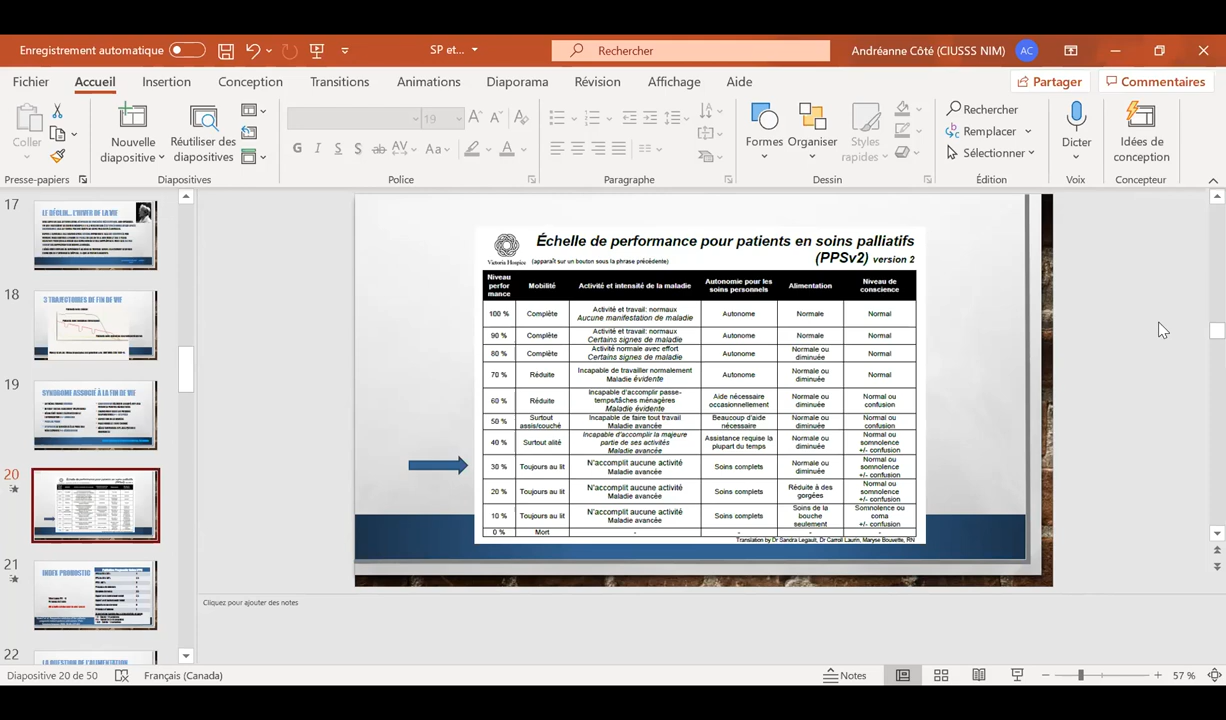 Enregistrement automatique
SP et...
Rechercher
Andréanne Côté (CIUSSS NIM)
AC
Fichier Accueil Insertion Conception Transitions Animations Diaporama Révision Affichage Aide
Partager
Commentaires
Coller
Nouvelle diapositive
Réutiliser des diapositives
19
Formes
Organiser
Styles rapides
Rechercher
Remplacer
Sélectionner
Dicter
Idées de conception
Presse-papiers
Diapositives
Police
Paragraphe
Dessin
Édition
Voix
Concepteur
17
LE DÉCLIN... L'HIVER DE LA VIE
18
3 TRAJECTOIRES DE FIN DE VIE
19
SYNDROME ASSOCIÉ À LA FIN DE VIE
20
21
INDEX PRONOSTIC
22
LA QUESTION DE L'ALIMENTATION
Victoria Hospice
Échelle de performance pour patients en soins palliatifs
(apparaît sur un bouton sous la phrase précédente)
(PPSv2) version 2
Niveau perfor mance
Mobilité
Activité et intensité de la maladie
Autonomie pour les soins personnels
Alimentation
Niveau de conscience
100 % Complète Activité et travail: normaux Aucune manifestation de maladie Autonome Normale Normal
90 % Complète Activité et travail: normaux Certains signes de maladie Autonome Normale Normal
80 % Complète Activité normale avec effort Certains signes de maladie Autonome Normale ou diminuée Normal
70 % Réduite Incapable de travailler normalement Maladie évidente Autonome Normale ou diminuée Normal
60 % Réduite Incapable d'accomplir passe-temps/tâches ménagères Maladie évidente Aide nécessaire occasionnellement Normale ou diminuée Normal ou confusion
50 % Surtout assis/couché Incapable de faire tout travail Maladie avancée Beaucoup d'aide nécessaire Normale ou diminuée Normal ou confusion
40 % Surtout alité Incapable d'accomplir la majeure partie de ses activités Maladie avancée Assistance requise la plupart du temps Normale ou diminuée Normal ou somnolence +/- confusion
30 % Toujours au lit N'accomplit aucune activité Maladie avancée Soins complets Normale ou diminuée Normal ou somnolence +/- confusion
20 % Toujours au lit N'accomplit aucune activité Maladie avancée Soins complets Réduite à des gorgées Normal ou somnolence +/- confusion
10 % Toujours au lit N'accomplit aucune activité Maladie avancée Soins complets Soins de la bouche seulement Somnolence ou coma +/- confusion
0 % Mort - - - -
Translation by Dr Sandra Legault, Dr Carroll Laurin, Maryse Bouvette, RN
Cliquez pour ajouter des notes
Diapositive 20 de 50
Français (Canada)
Notes
57 %